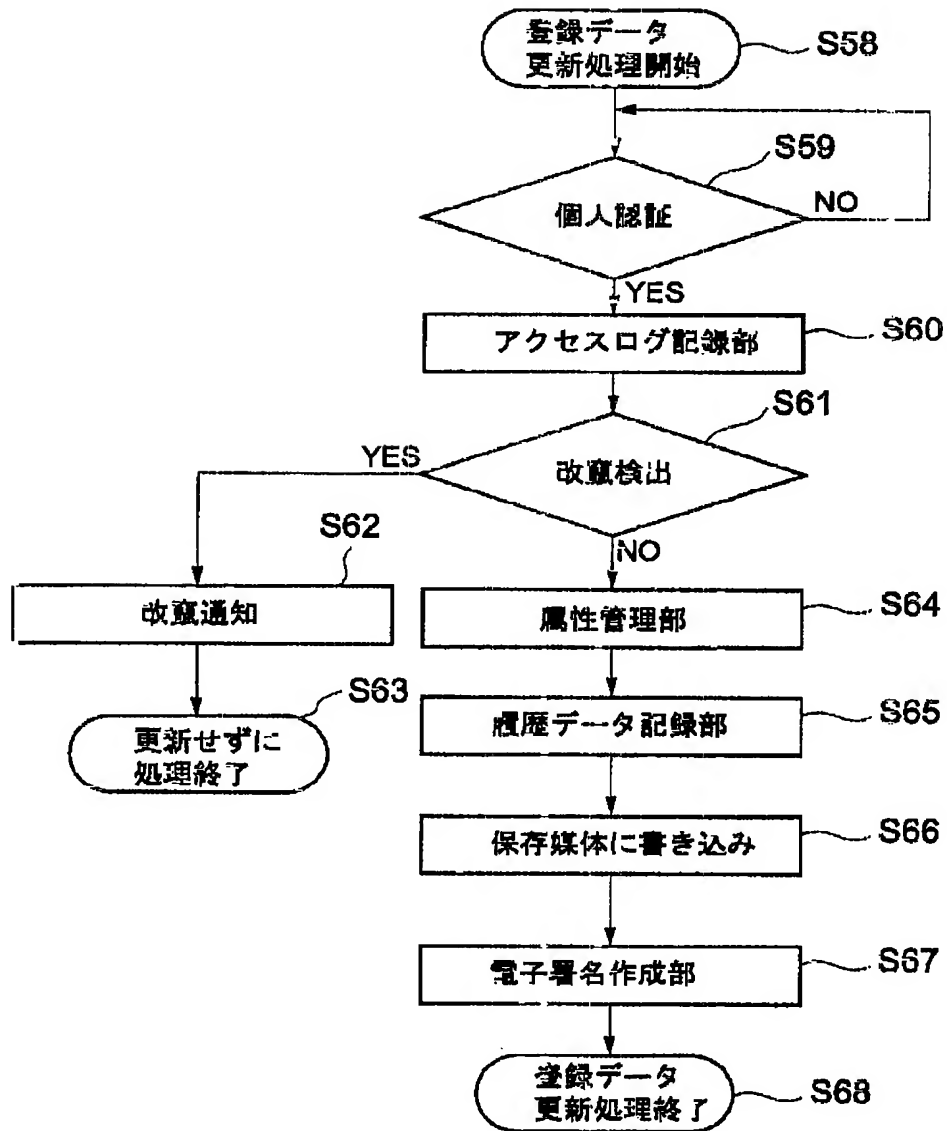 登録データ
更新処理開始
S58
S59
個人認証
NO
YES
アクセスログ記録部
S60
S61
YES
改竄検出
NO
S62
改竄通知
属性管理部
S64
S63
更新せずに
処理終了
履歴データ記録部
S65
保存媒体に書き込み
S66
電子署名作成部
S67
登録データ
更新処理終了
S68